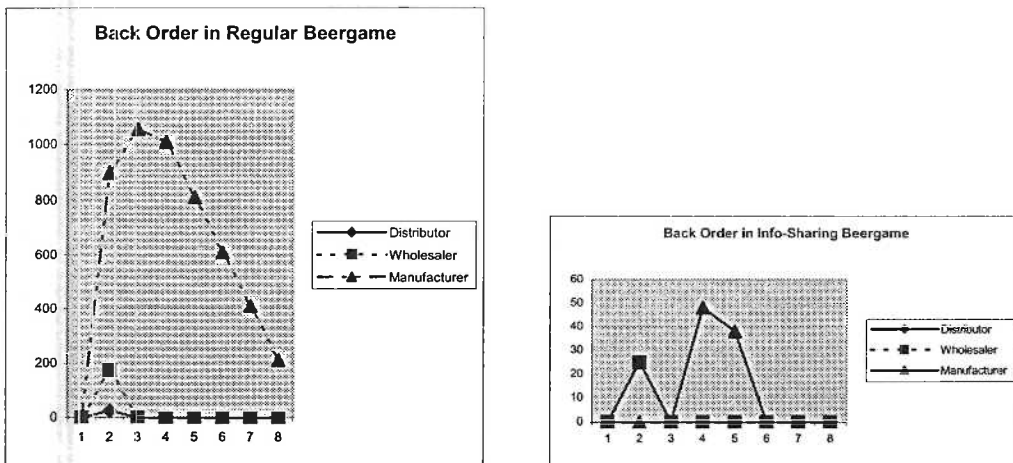 Back Order in Regular Beergame
1200
1000
800
600
400
200
0
1 2 3 4 5 6 7 8
Distributor
Wholesaler
Manufacturer
Back Order in Info-Sharing Beergame
60
50
40
30
20
10
0
1 2 3 4 5 6 7 8
Distributor
Wholesaler
Manufacturer